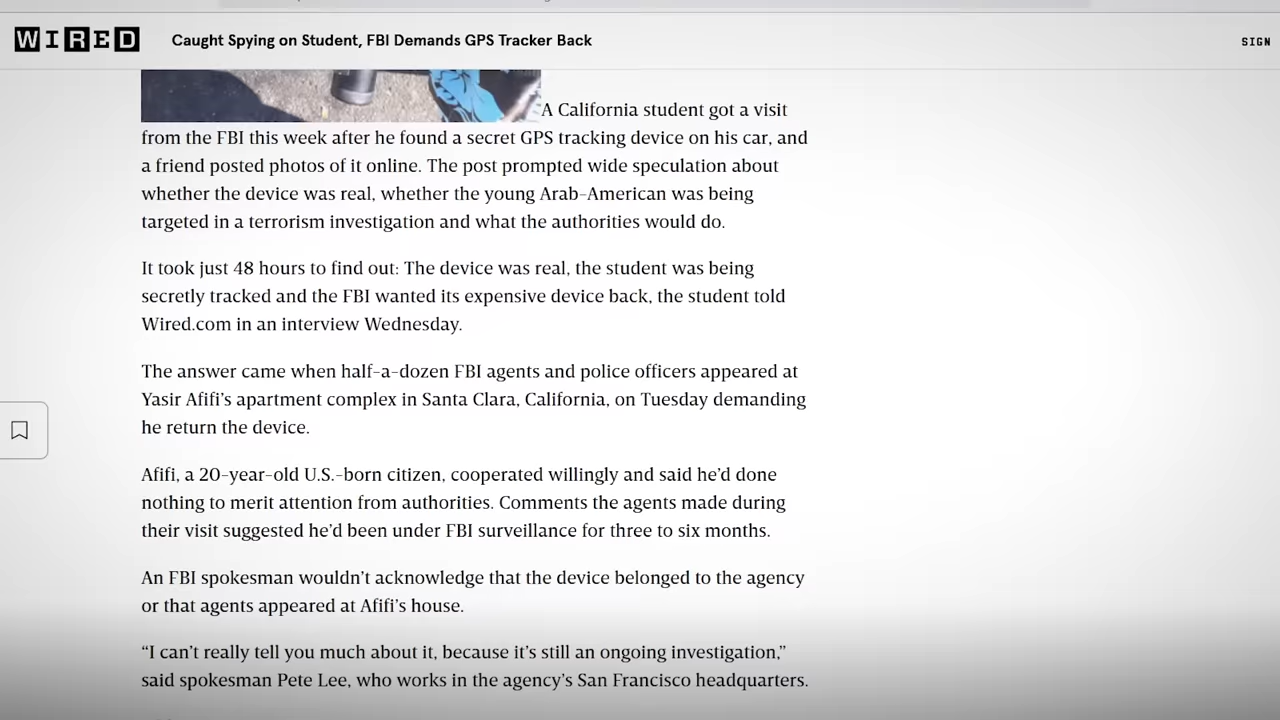 WIRED
Caught Spying on Student, FBI Demands GPS Tracker Back
SIGN
A California student got a visit
from the FBI this week after he found a secret GPS tracking device on his car, and
a friend posted photos of it online. The post prompted wide speculation about
whether the device was real, whether the young Arab-American was being
targeted in a terrorism investigation and what the authorities would do.
It took just 48 hours to find out: The device was real, the student was being
secretly tracked and the FBI wanted its expensive device back, the student told
Wired.com in an interview Wednesday.
The answer came when half-a-dozen FBI agents and police officers appeared at
Yasir Afifi’s apartment complex in Santa Clara, California, on Tuesday demanding
he return the device.
Afifi, a 20-year-old U.S.-born citizen, cooperated willingly and said he’d done
nothing to merit attention from authorities. Comments the agents made during
their visit suggested he’d been under FBI surveillance for three to six months.
An FBI spokesman wouldn’t acknowledge that the device belonged to the agency
or that agents appeared at Afifi’s house.
“I can’t really tell you much about it, because it’s still an ongoing investigation,”
said spokesman Pete Lee, who works in the agency’s San Francisco headquarters.